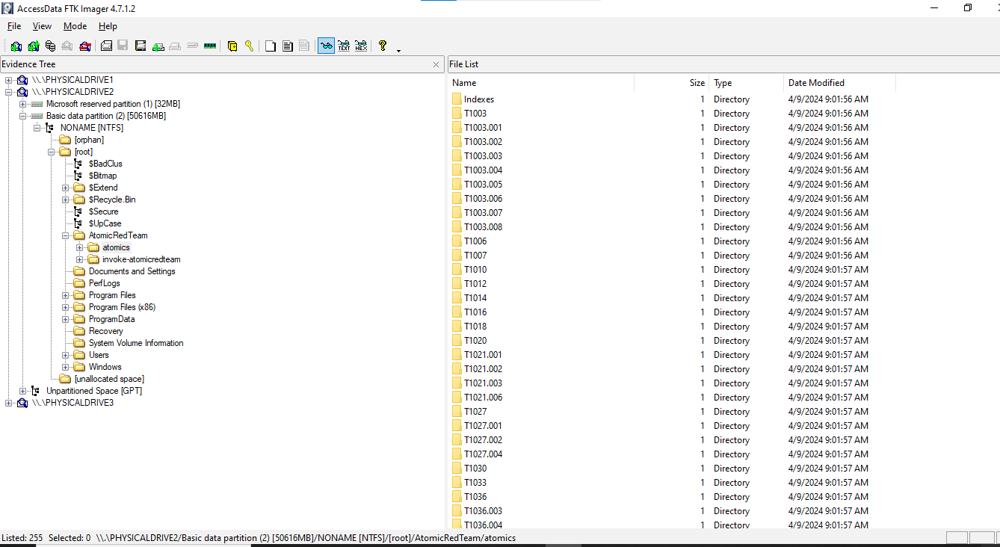 AccessData FTK Imager 4.7.1.2
File View Mode Help
TEXT HEX
Evidence Tree
\\.\PHYSICALDRIVE1
\\.\PHYSICALDRIVE2
Microsoft reserved partition (1) [32MB]
Basic data partition (2) [50616MB]
NONAME [NTFS]
[orphan]
[root]
$BadClus
$Bitmap
$Extend
$Recycle.Bin
$Secure
$UpCase
AtomicRedTeam
atomics
invoke-atomicredteam
Documents and Settings
PerfLogs
Program Files
Program Files (x86)
ProgramData
Recovery
System Volume Information
Users
Windows
[unallocated space]
Unpartitioned Space [GPT]
\\.\PHYSICALDRIVE3
File List
Name Size Type Date Modified
Indexes 1 Directory 4/9/2024 9:01:56 AM
T1003 1 Directory 4/9/2024 9:01:56 AM
T1003.001 1 Directory 4/9/2024 9:01:56 AM
T1003.002 1 Directory 4/9/2024 9:01:56 AM
T1003.003 1 Directory 4/9/2024 9:01:56 AM
T1003.004 1 Directory 4/9/2024 9:01:56 AM
T1003.005 1 Directory 4/9/2024 9:01:56 AM
T1003.006 1 Directory 4/9/2024 9:01:56 AM
T1003.007 1 Directory 4/9/2024 9:01:56 AM
T1003.008 1 Directory 4/9/2024 9:01:56 AM
T1006 1 Directory 4/9/2024 9:01:56 AM
T1007 1 Directory 4/9/2024 9:01:56 AM
T1010 1 Directory 4/9/2024 9:01:57 AM
T1012 1 Directory 4/9/2024 9:01:57 AM
T1014 1 Directory 4/9/2024 9:01:57 AM
T1016 1 Directory 4/9/2024 9:01:57 AM
T1018 1 Directory 4/9/2024 9:01:57 AM
T1020 1 Directory 4/9/2024 9:01:57 AM
T1021.001 1 Directory 4/9/2024 9:01:57 AM
T1021.002 1 Directory 4/9/2024 9:01:57 AM
T1021.003 1 Directory 4/9/2024 9:01:57 AM
T1021.006 1 Directory 4/9/2024 9:01:57 AM
T1027 1 Directory 4/9/2024 9:01:57 AM
T1027.001 1 Directory 4/9/2024 9:01:57 AM
T1027.002 1 Directory 4/9/2024 9:01:57 AM
T1027.004 1 Directory 4/9/2024 9:01:57 AM
T1030 1 Directory 4/9/2024 9:01:57 AM
T1033 1 Directory 4/9/2024 9:01:57 AM
T1036 1 Directory 4/9/2024 9:01:57 AM
T1036.003 1 Directory 4/9/2024 9:01:57 AM
T1036.004 1 Directory 4/9/2024 9:01:57 AM
Listed: 255 Selected: 0 \\.\PHYSICALDRIVE2/Basic data partition (2) [50616MB]/NONAME [NTFS]/[root]/AtomicRedTeam/atomics